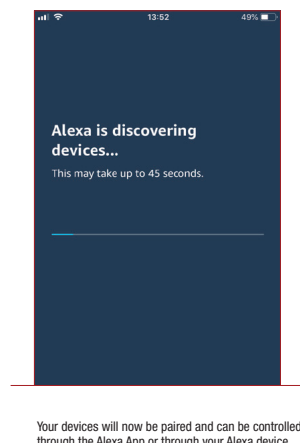 13:52
49%
Alexa is discovering
devices...
This may take up to 45 seconds.
Your devices will now be paired and can be controlled
through the Alexa App or through your Alexa device